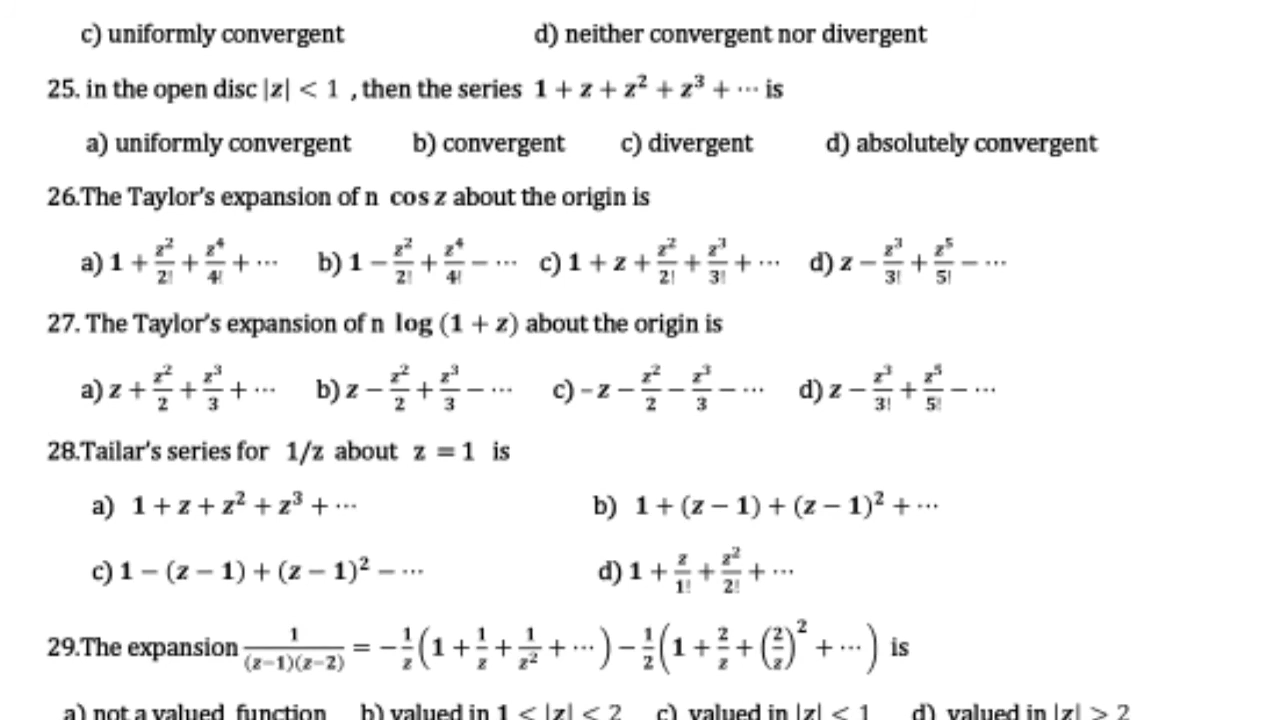 c) uniformly convergent d) neither convergent nor divergent
25. in the open disc |z| < 1 , then the series 1 + z + z² + z³ + ⋯ is
a) uniformly convergent b) convergent c) divergent d) absolutely convergent
26.The Taylor's expansion of n cos z about the origin is
a) 1 + z²/2! + z⁴/4! + ⋯ b) 1 − z²/2! + z⁴/4! − ⋯ c) 1 + z + z²/2! + z³/3! + ⋯ d) z − z³/3! + z⁵/5! − ⋯
27. The Taylor's expansion of n log (1 + z) about the origin is
a) z + z²/2 + z³/3 + ⋯ b) z − z²/2 + z³/3 − ⋯ c) −z − z²/2 − z³/3 − ⋯ d) z − z³/3! + z⁵/5! − ⋯
28.Tailar's series for 1/z about z = 1 is
a) 1 + z + z² + z³ + ⋯ b) 1 + (z − 1) + (z − 1)² + ⋯
c) 1 − (z − 1) + (z − 1)² − ⋯ d) 1 + z/1! + z²/2! + ⋯
29.The expansion 1/((z−1)(z−2)) = −1/z (1 + 1/z + 1/z² + ⋯) − 1/2 (1 + 2/z + (2/z)² + ⋯) is
a) not a valued function b) valued in 1 < |z| < 2 c) valued in |z| < 1 d) valued in |z| > 2